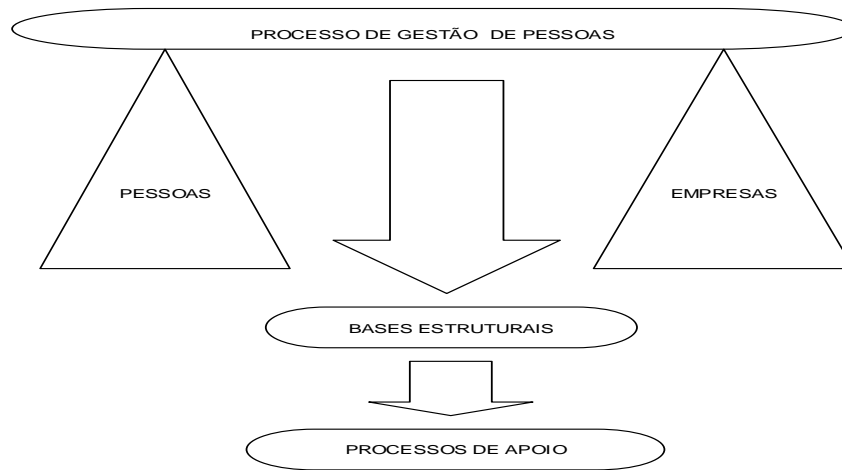 PROCESSO DE GESTÃO DE PESSOAS
PESSOAS
EMPRESAS
BASES ESTRUTURAIS
PROCESSOS DE APOIO